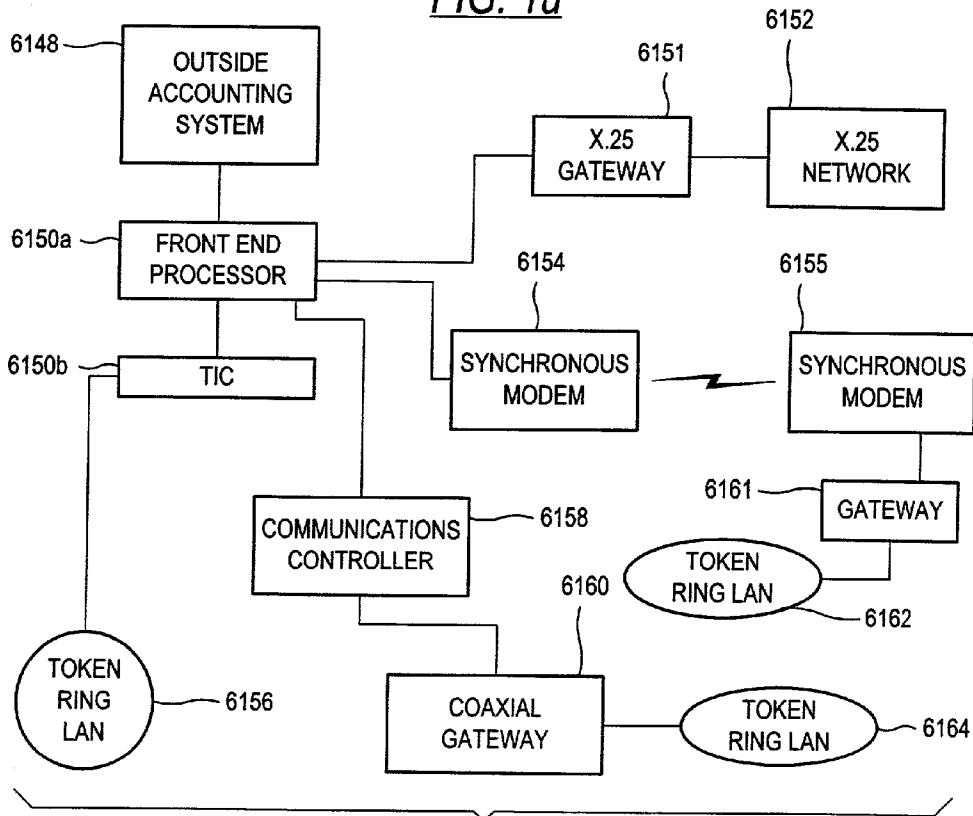 FIG. 1a
6148
OUTSIDE
ACCOUNTING
SYSTEM
6151
6152
X.25
GATEWAY
X.25
NETWORK
6150a
FRONT END
PROCESSOR
6154
6155
6150b
TIC
SYNCHRONOUS
MODEM
SYNCHRONOUS
MODEM
6161
GATEWAY
COMMUNICATIONS
CONTROLLER
6158
TOKEN
RING LAN
6162
6160
TOKEN
RING
LAN
6156
COAXIAL
GATEWAY
TOKEN
RING LAN
6164